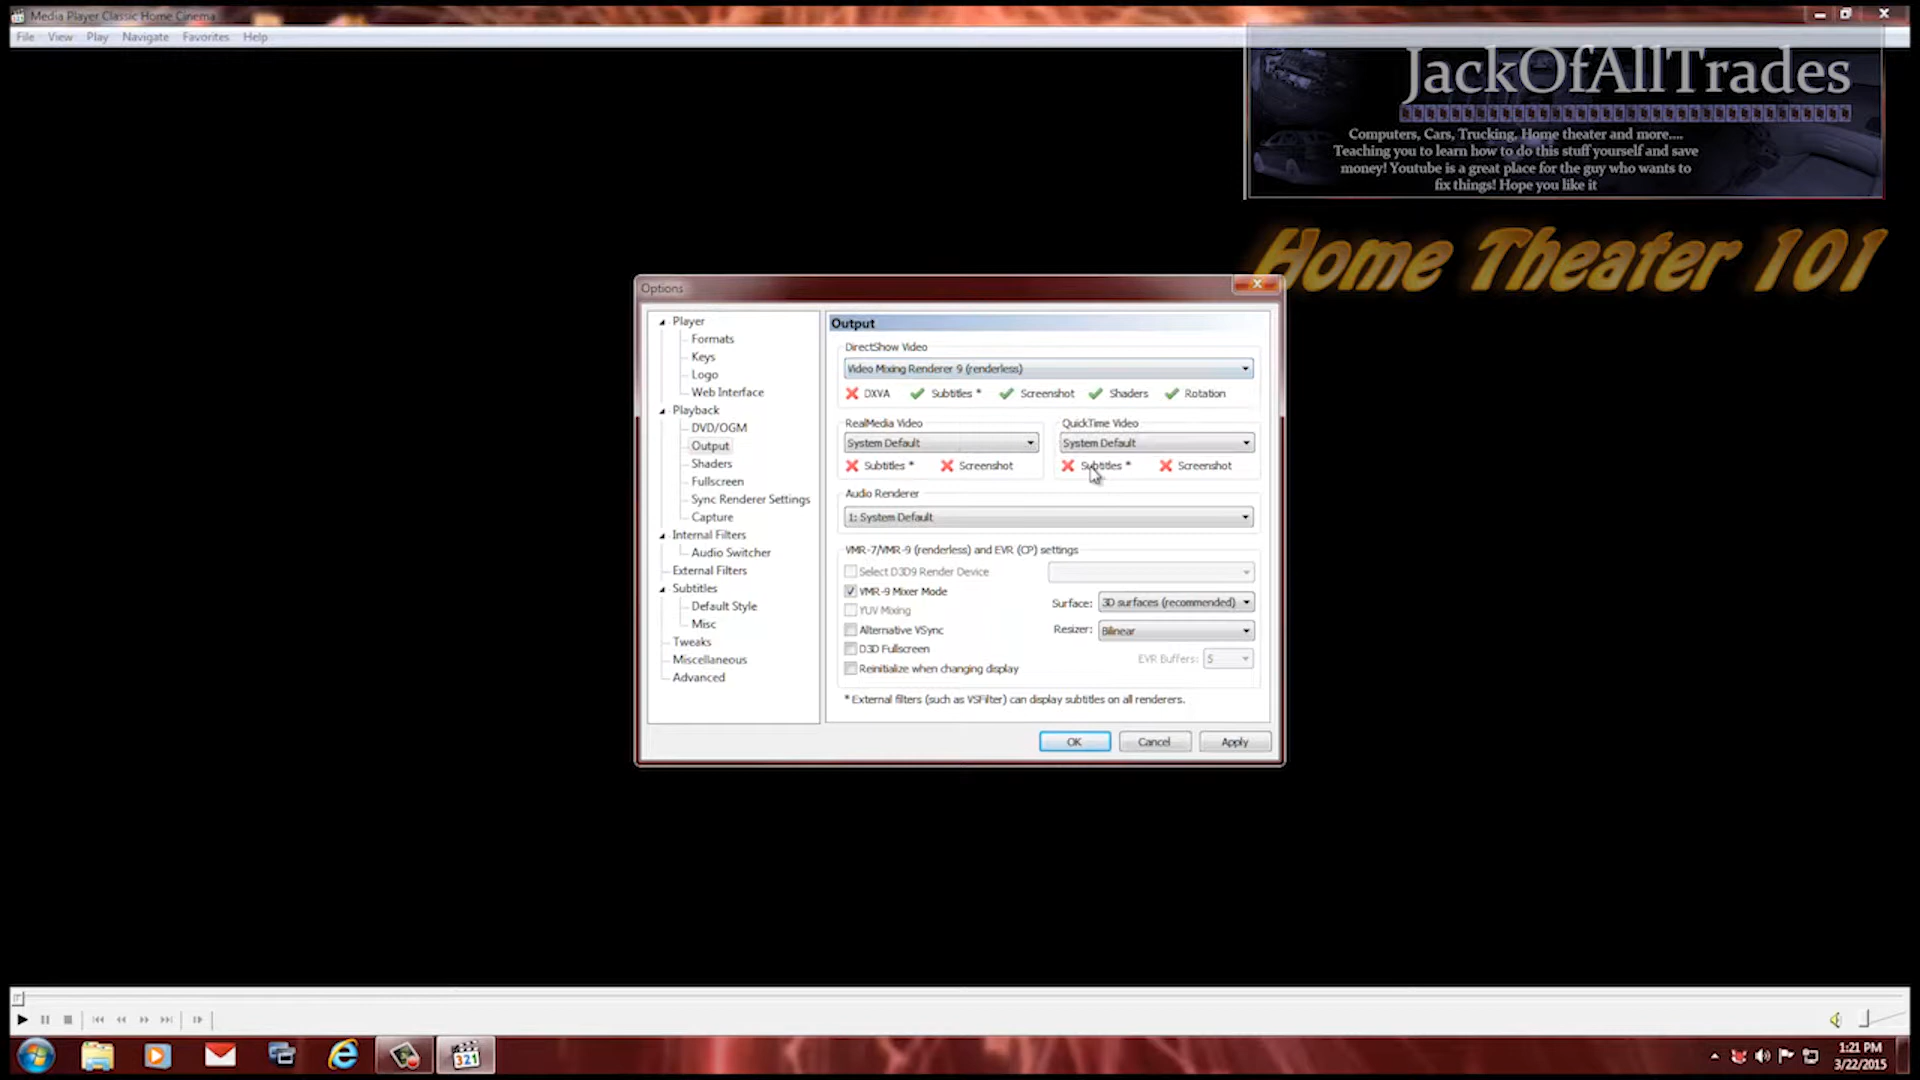 Media Player Classic Home Cinema
File View Play Navigate Favorites Help
JackOfAllTrades
Computers, Cars, Trucking, Home theater and more....
Teaching you to learn how to do this stuff yourself and save
money! Youtube is a great place for the guy who wants to
fix things! Hope you like it
Home Theater 101
Options
Player
Formats
Keys
Logo
Web Interface
Playback
DVD/OGM
Output
Shaders
Fullscreen
Sync Renderer Settings
Capture
Internal Filters
Audio Switcher
External Filters
Subtitles
Default Style
Misc
Tweaks
Miscellaneous
Advanced
Output
DirectShow Video
Video Mixing Renderer 9 (renderless)
DXVA Subtitles * Screenshot Shaders Rotation
RealMedia Video
System Default
Subtitles * Screenshot
QuickTime Video
System Default
Subtitles * Screenshot
Audio Renderer
1: System Default
VMR-7/VMR-9 (renderless) and EVR (CP) settings
Select D3D9 Render Device
VMR-9 Mixer Mode
YUV Mixing
Alternative VSync
D3D Fullscreen
Reinitialize when changing display
Surface: 3D surfaces (recommended)
Resizer: Bilinear
EVR Buffers: 5
* External filters (such as VSFilter) can display subtitles on all renderers.
OK Cancel Apply
321
1:21 PM
3/22/2015